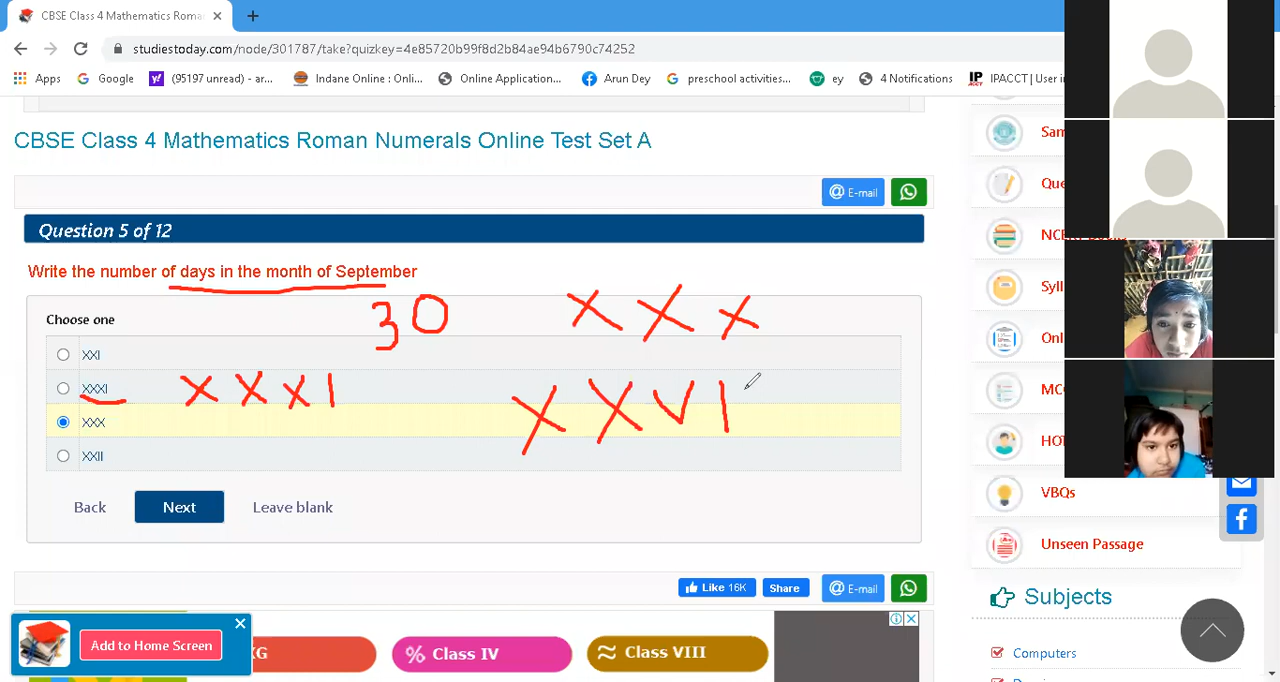 CBSE Class 4 Mathematics Roma
studiestoday.com/node/301787/take?quizkey=4e85720b99f8d2b84ae94b6790c74252
Apps Google (95197 unread) - ar... Indane Online : Onli... Online Application... Arun Dey preschool activities... ey 4 Notifications IPACCT | User in
CBSE Class 4 Mathematics Roman Numerals Online Test Set A
@ E-mail
Question 5 of 12
Write the number of days in the month of September
30 XXX
Choose one
XXI
XXXI XXXI XXVI
XXX
XXII
Back Next Leave blank
Like 16K Share @ E-mail
Add to Home Screen
KG Class IV Class VIII
Sam
Que
NCERT Books
Syll
Onl
MC
HOT
VBQs
Unseen Passage
Subjects
Computers